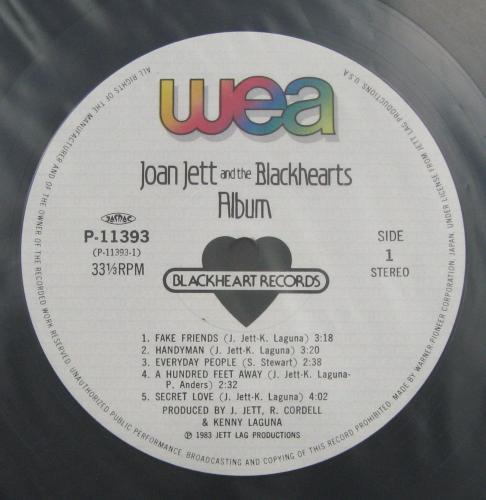 wea
Joan Jett and the Blackhearts
Album
JASRAC
P-11393
(P-11393-1)
33⅓RPM
SIDE
1
STEREO
BLACKHEART RECORDS
1. FAKE FRIENDS (J. Jett-K. Laguna) 3:18
2. HANDYMAN (J. Jett-K. Laguna) 3:20
3. EVERYDAY PEOPLE (S. Stewart) 2:38
4. A HUNDRED FEET AWAY (J. Jett-K. Laguna-
P. Anders) 2:32
5. SECRET LOVE (J. Jett-K. Laguna) 4:02
PRODUCED BY J. JETT, R. CORDELL
& KENNY LAGUNA
℗ 1983 JETT LAG PRODUCTIONS
ALL RIGHTS OF THE MANUFACTURER AND OF THE OWNER OF THE RECORDED WORK RESERVED. UNAUTHORIZED PUBLIC PERFORMANCE, BROADCASTING AND COPYING OF THIS RECORD PROHIBITED. MADE BY WARNER-PIONEER CORPORATION, JAPAN, UNDER LICENSE FROM JETT LAG PRODUCTIONS, U.S.A.